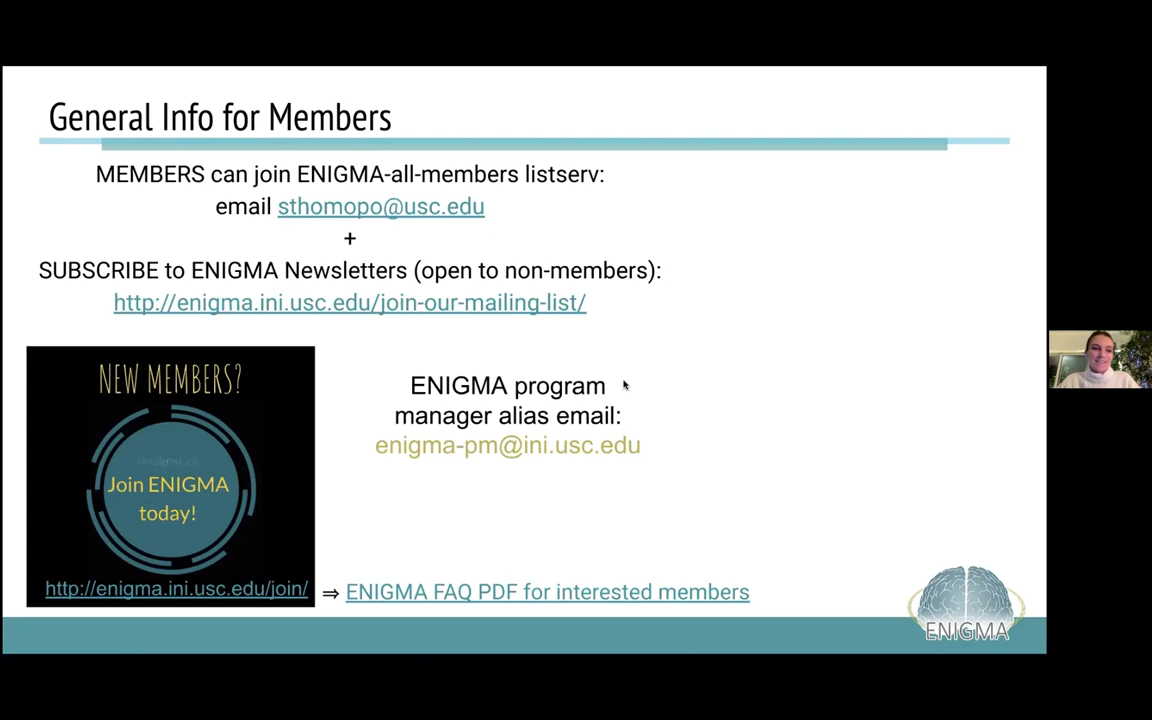 General Info for Members
MEMBERS can join ENIGMA-all-members listserv:
email sthomopo@usc.edu
+
SUBSCRIBE to ENIGMA Newsletters (open to non-members):
http://enigma.ini.usc.edu/join-our-mailing-list/
NEW MEMBERS?
Join ENIGMA
today!
http://enigma.ini.usc.edu/join/
ENIGMA program
manager alias email:
enigma-pm@ini.usc.edu
⇒ ENIGMA FAQ PDF for interested members
ENIGMA